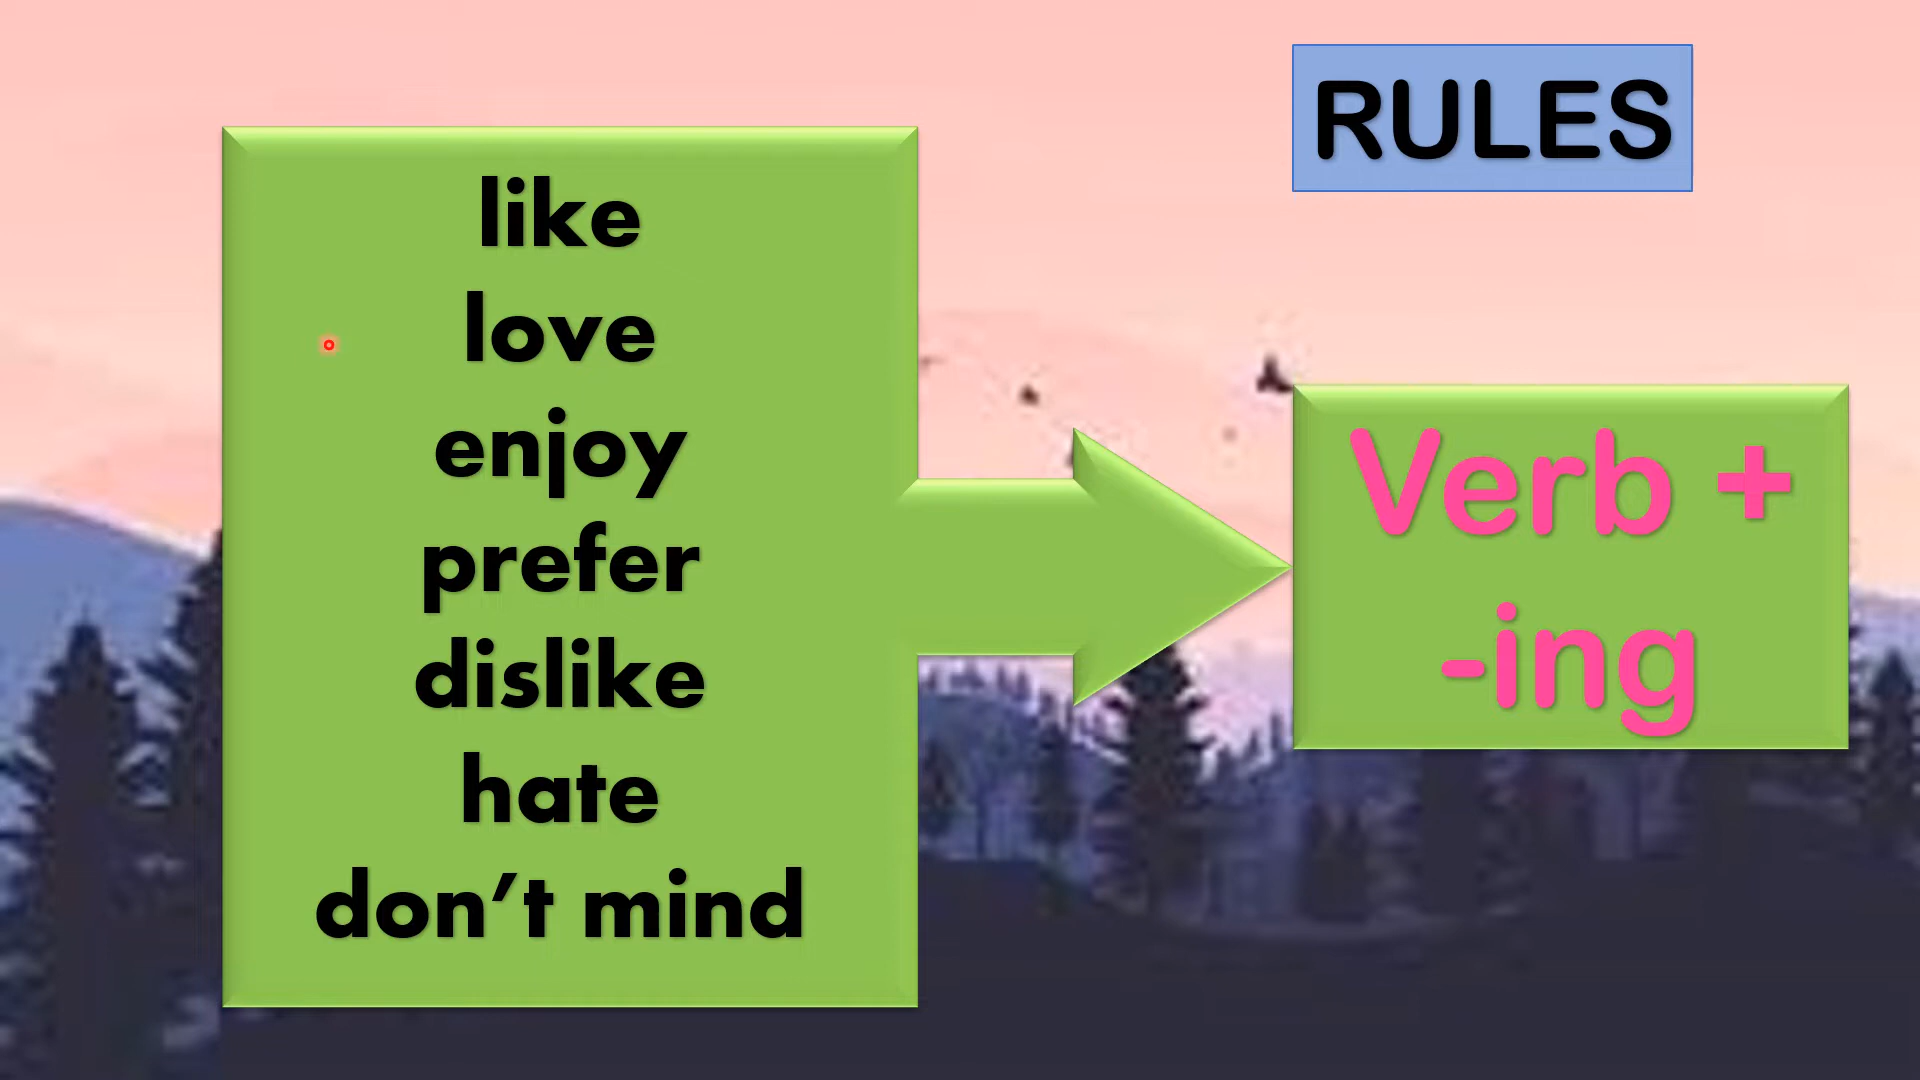 RULES
like
love
enjoy
prefer
dislike
hate
don’t mind
Verb +
-ing